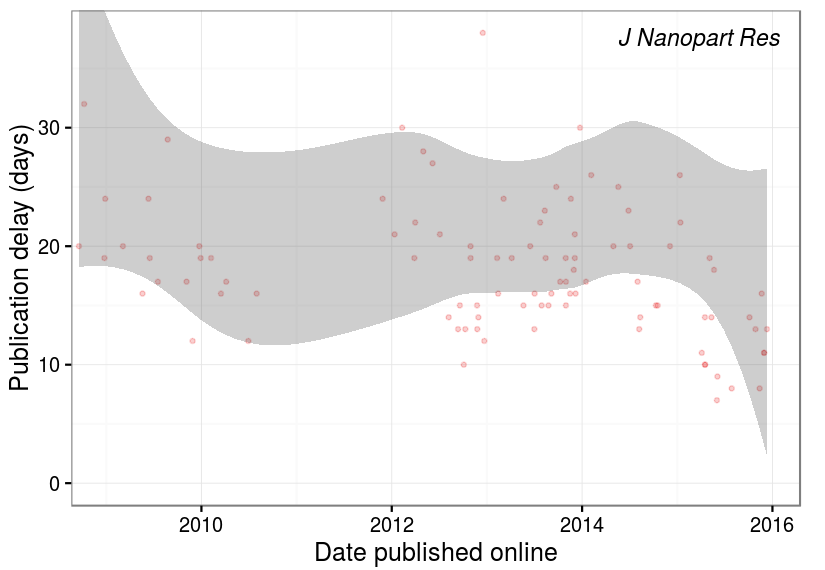 J Nanopart Res
Publication delay (days)
30
20
10
0
2010
2012
2014
2016
Date published online